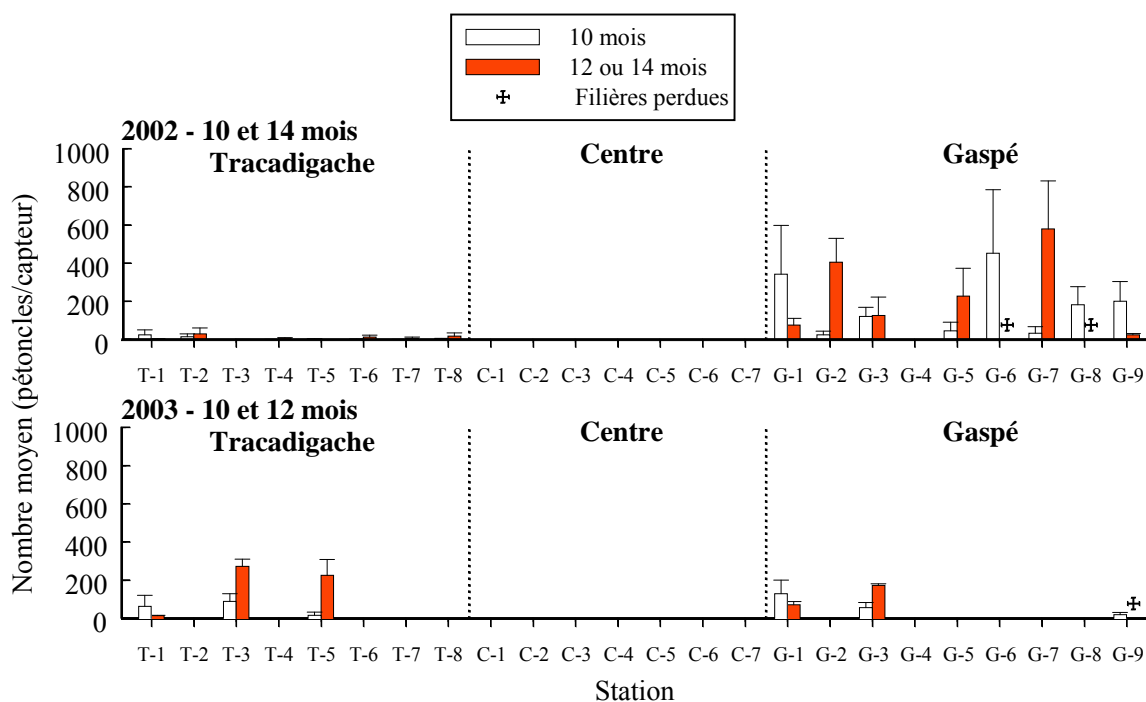 10 mois
12 ou 14 mois
Filières perdues
2002 - 10 et 14 mois
Tracadigache Centre Gaspé
1000
800
600
400
200
0
T-1 T-2 T-3 T-4 T-5 T-6 T-7 T-8 C-1 C-2 C-3 C-4 C-5 C-6 C-7 G-1 G-2 G-3 G-4 G-5 G-6 G-7 G-8 G-9
Nombre moyen (pétoncles/capteur)
2003 - 10 et 12 mois
Tracadigache Centre Gaspé
1000
800
600
400
200
0
T-1 T-2 T-3 T-4 T-5 T-6 T-7 T-8 C-1 C-2 C-3 C-4 C-5 C-6 C-7 G-1 G-2 G-3 G-4 G-5 G-6 G-7 G-8 G-9
Station